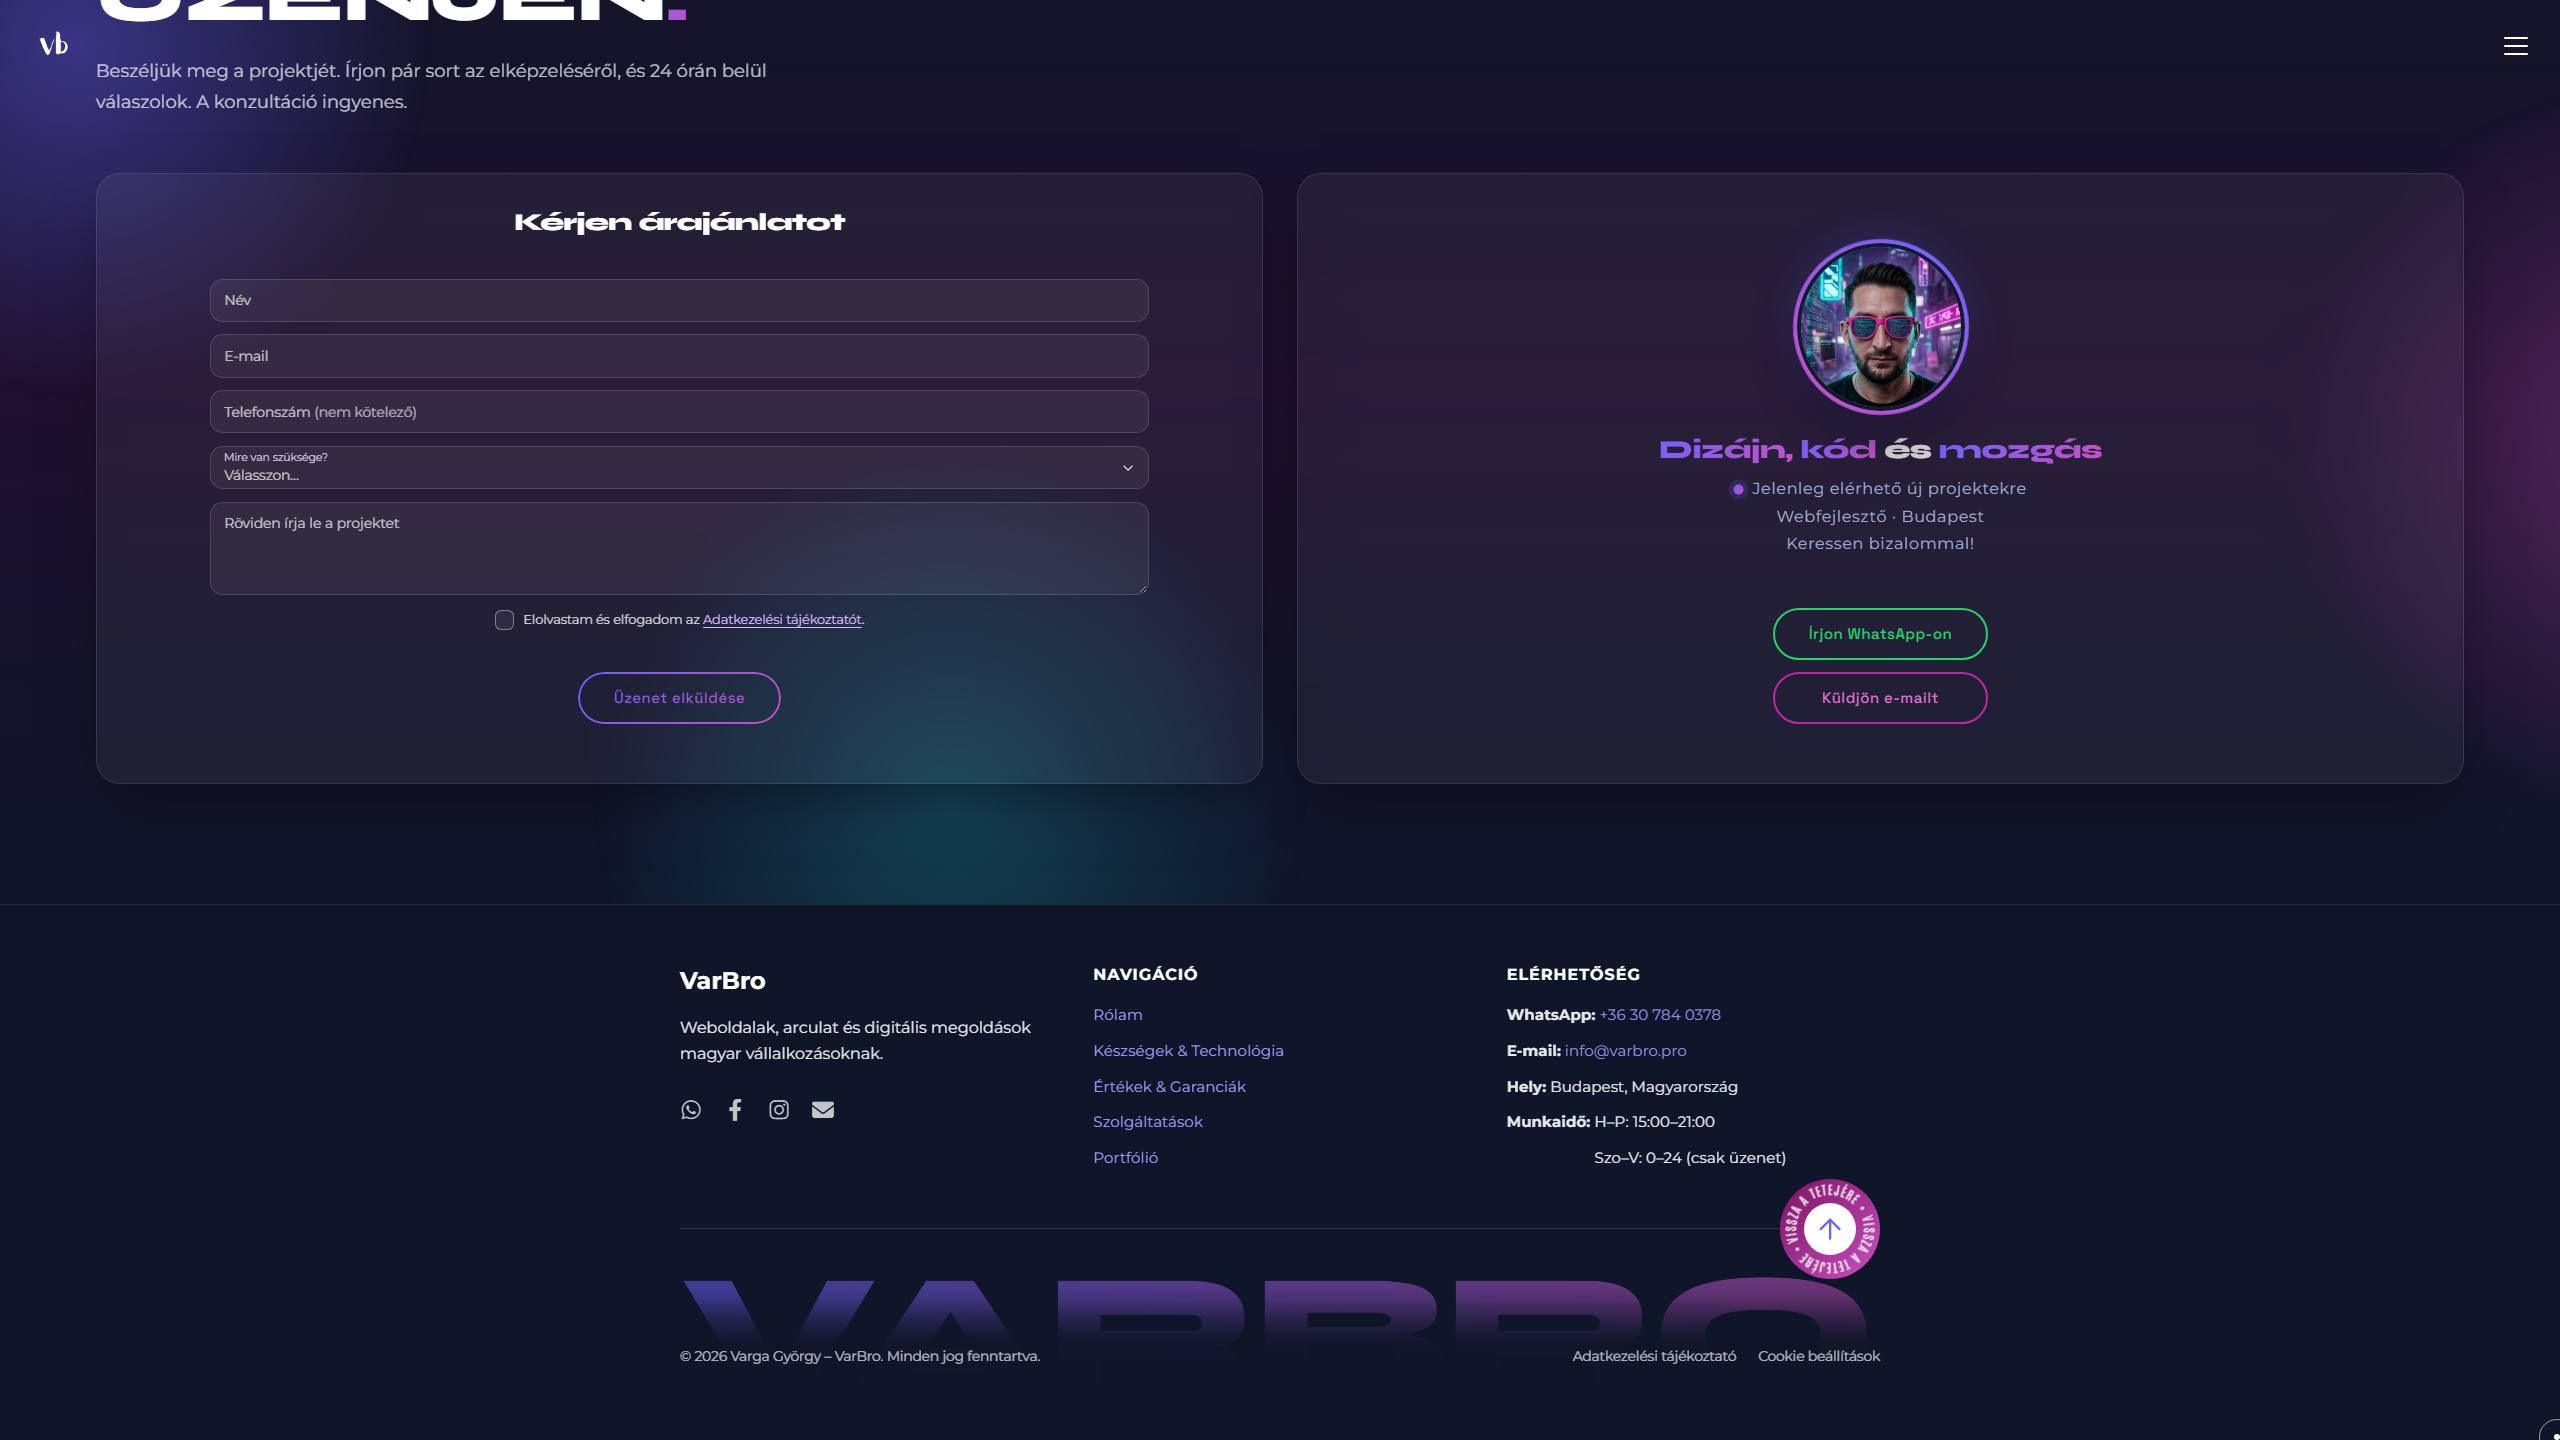 ÜZENJEN.
vb
Beszéljük meg a projektjét. Írjon pár sort az elképzeléséről, és 24 órán belül
válaszolok. A konzultáció ingyenes.
Kérjen árajánlatot
Név
E-mail
Telefonszám (nem kötelező)
Mire van szüksége?
Válasszon...
Röviden írja le a projektet
Elolvastam és elfogadom az Adatkezelési tájékoztatót.
Üzenet elküldése
Dizájn, kód és mozgás
Jelenleg elérhető új projektekre
Webfejlesztő · Budapest
Keressen bizalommal!
Írjon WhatsApp-on
Küldjön e-mailt
VarBro
Weboldalak, arculat és digitális megoldások
magyar vállalkozásoknak.
NAVIGÁCIÓ
Rólam
Készségek & Technológia
Értékek & Garanciák
Szolgáltatások
Portfólió
ELÉRHETŐSÉG
WhatsApp: +36 30 784 0378
E-mail: info@varbro.pro
Hely: Budapest, Magyarország
Munkaidő: H–P: 15:00–21:00
Szo–V: 0–24 (csak üzenet)
VISSZA A TETEJÉRE • VISSZA A TETEJÉRE •
VARBRO
© 2026 Varga György – VarBro. Minden jog fenntartva.
Adatkezelési tájékoztató
Cookie beállítások